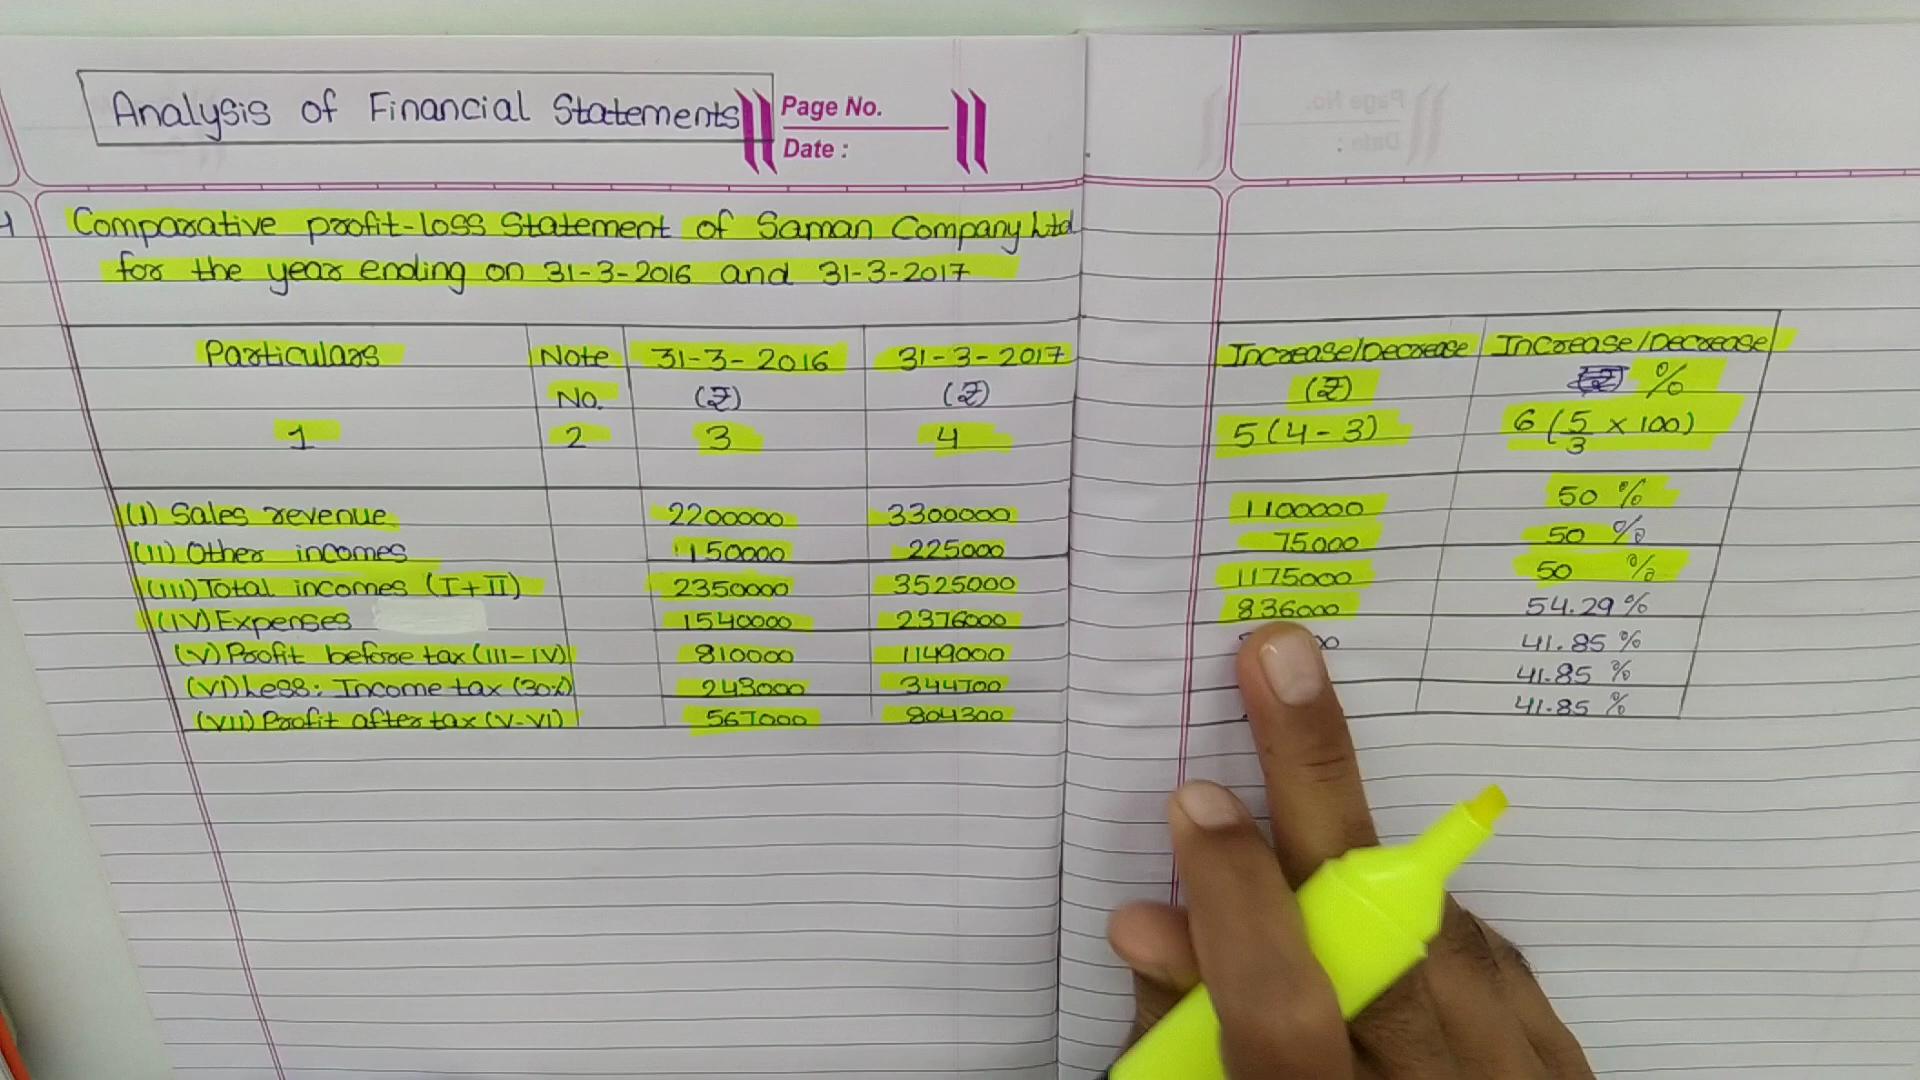 Analysis of Financial Statements
Page No.
Date :
Comparative profit-loss Statement of Saman Company Ltd
for the year ending on 31-3-2016 and 31-3-2017
Particulars Note 31-3-2016 31-3-2017 Increase/Decrease Increase/Decrease
No. (₹) (₹) (₹) %
1 2 3 4 5 (4-3) 6 (5/3 × 100)
(I) Sales revenue 2200000 3300000 1100000 50 %
(II) Other incomes 150000 225000 75000 50 %
(III) Total incomes (I+II) 2350000 3525000 1175000 50 %
(IV) Expenses 1540000 2376000 836000 54.29 %
(V) Profit before tax (III-IV) 810000 1149000 41.85 %
(VI) Less: Income tax (30%) 243000 344700 41.85 %
(VII) Profit after tax (V-VI) 567000 804300 41.85 %